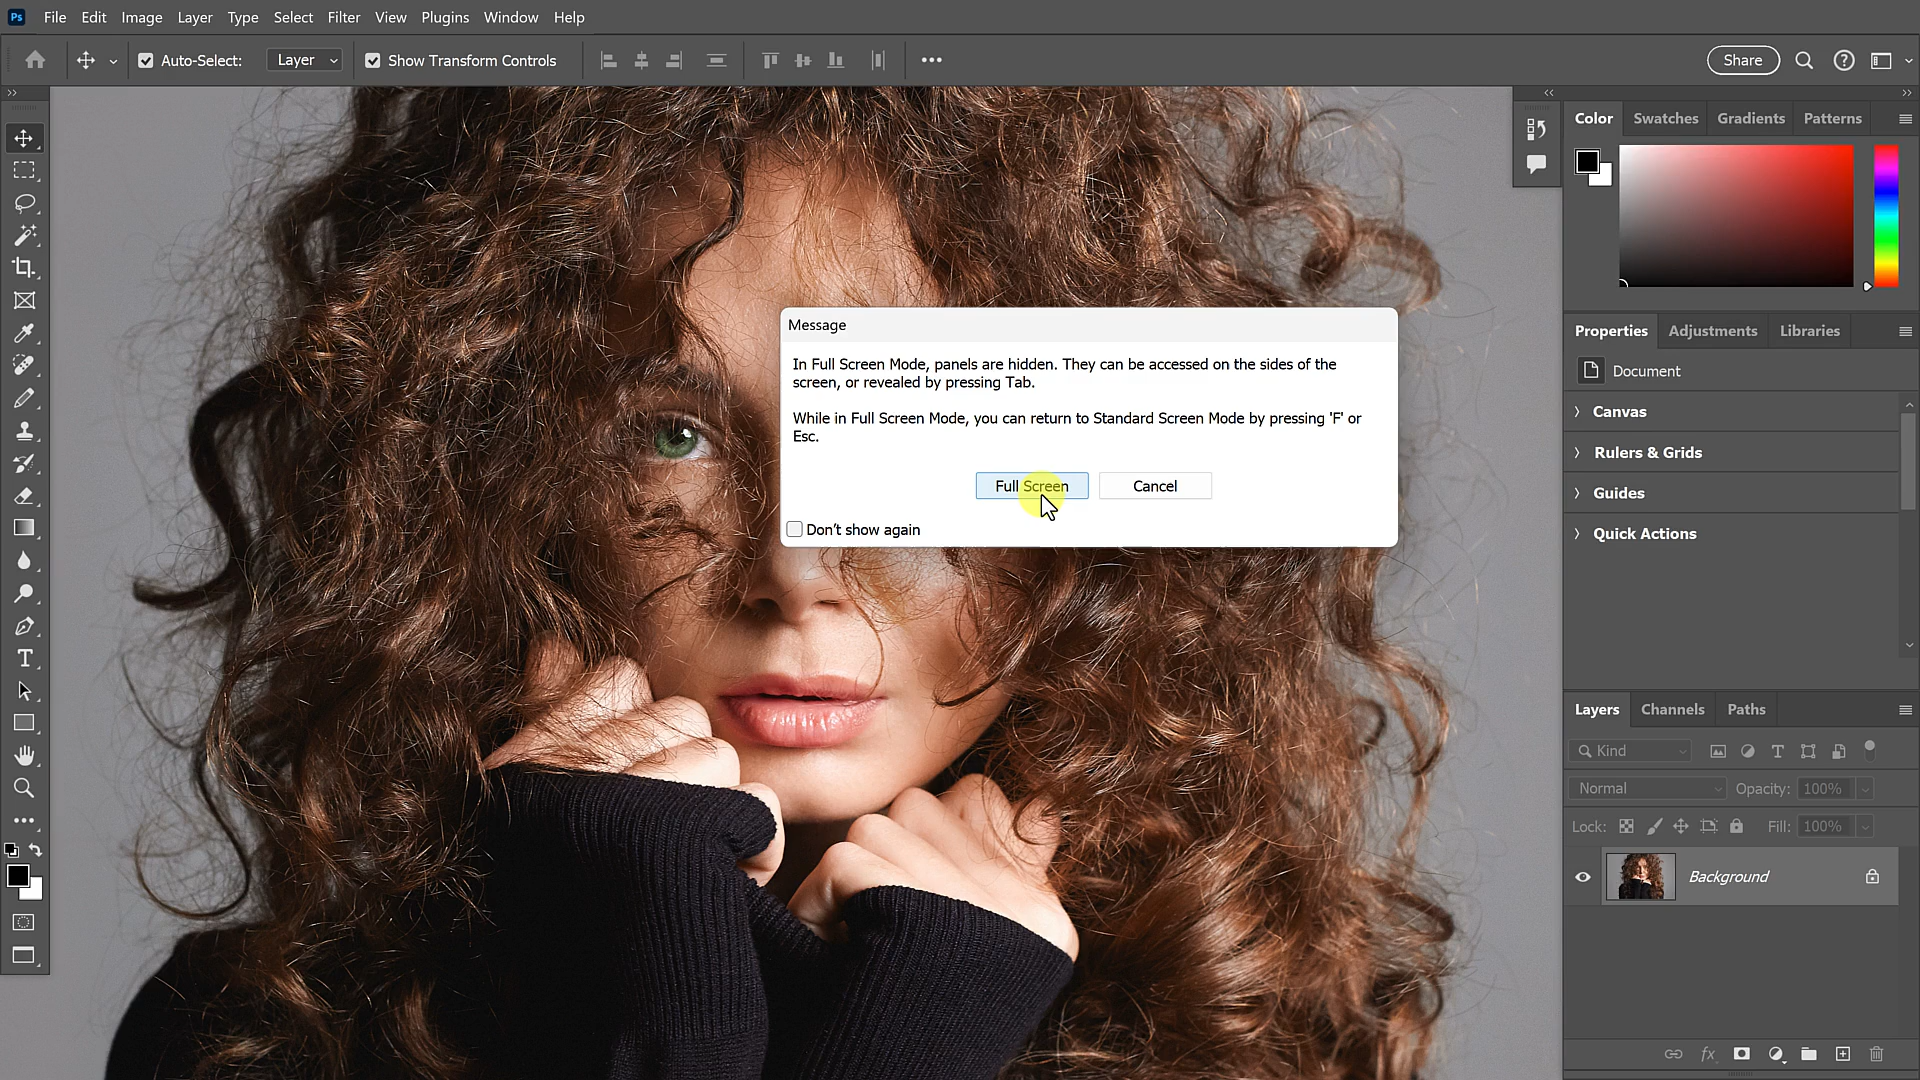 Ps File Edit Image Layer Type Select Filter View Plugins Window Help
Auto-Select: Layer Show Transform Controls Share
Color Swatches Gradients Patterns
Properties Adjustments Libraries
Document
Canvas
Rulers & Grids
Guides
Quick Actions
Message
In Full Screen Mode, panels are hidden. They can be accessed on the sides of the
screen, or revealed by pressing Tab.
While in Full Screen Mode, you can return to Standard Screen Mode by pressing 'F' or
Esc.
Full Screen Cancel
Don't show again
Layers Channels Paths
Kind
Normal Opacity: 100%
Lock: Fill: 100%
Background
fx